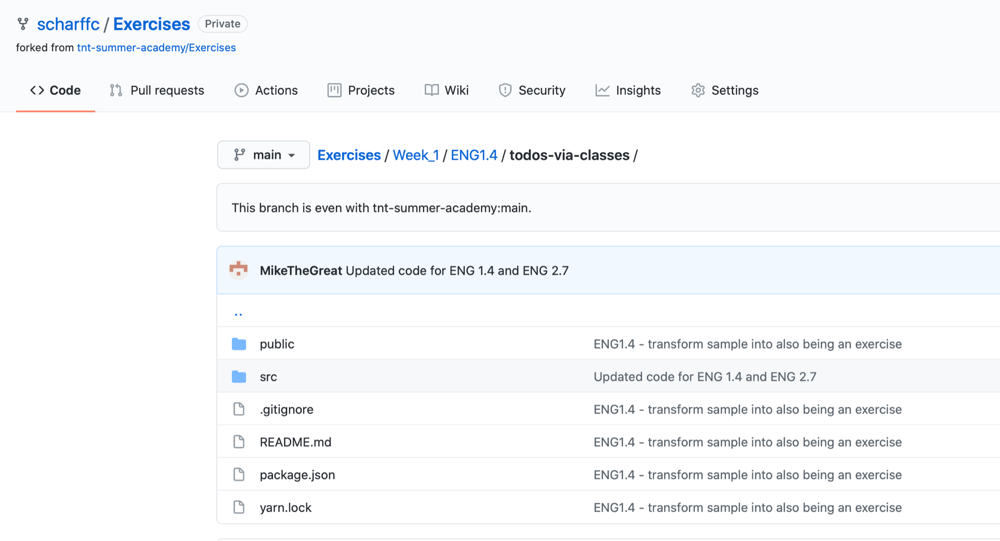 scharffc / Exercises Private
forked from tnt-summer-academy/Exercises
Code Pull requests Actions Projects Wiki Security Insights Settings
main Exercises / Week_1 / ENG1.4 / todos-via-classes /
This branch is even with tnt-summer-academy:main.
MikeTheGreat Updated code for ENG 1.4 and ENG 2.7
..
public ENG1.4 - transform sample into also being an exercise
src Updated code for ENG 1.4 and ENG 2.7
.gitignore ENG1.4 - transform sample into also being an exercise
README.md ENG1.4 - transform sample into also being an exercise
package.json ENG1.4 - transform sample into also being an exercise
yarn.lock ENG1.4 - transform sample into also being an exercise